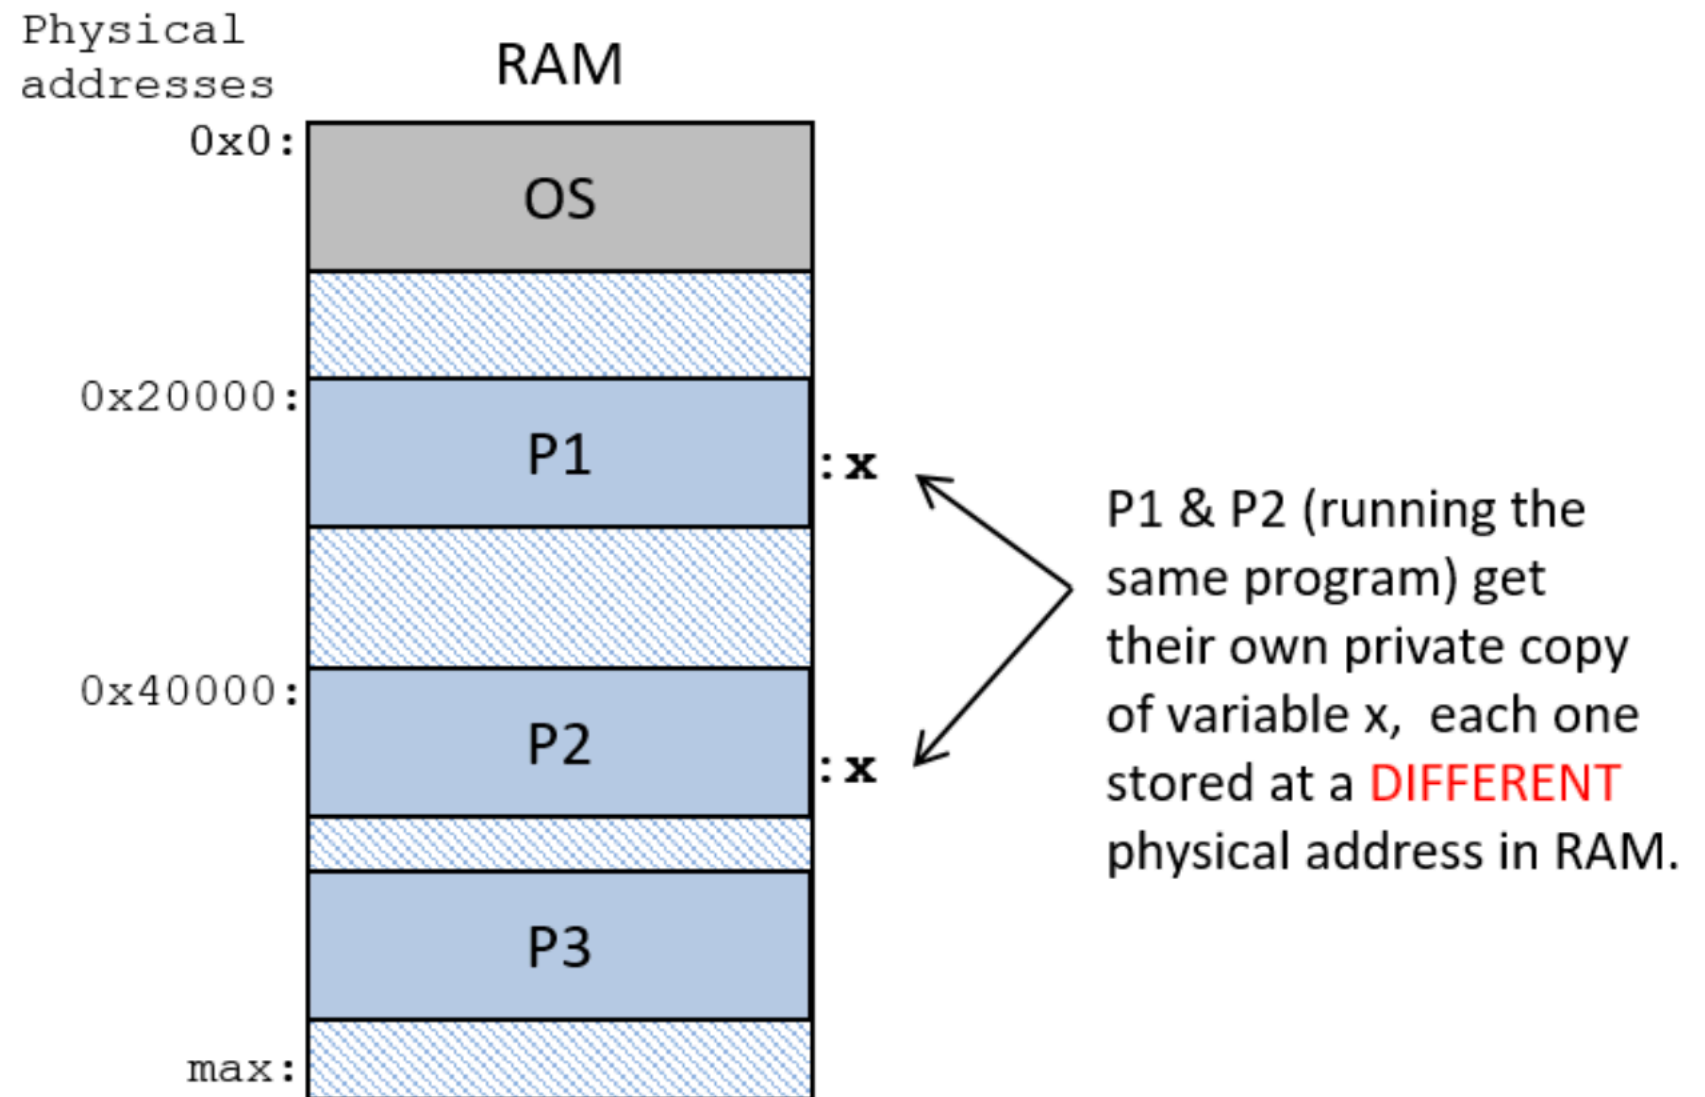 Physical
addresses
RAM
0x0:
OS
0x20000:
P1
:x
P1 & P2 (running the
same program) get
their own private copy
of variable x,  each one
stored at a DIFFERENT
physical address in RAM.
0x40000:
P2
:x
P3
max: